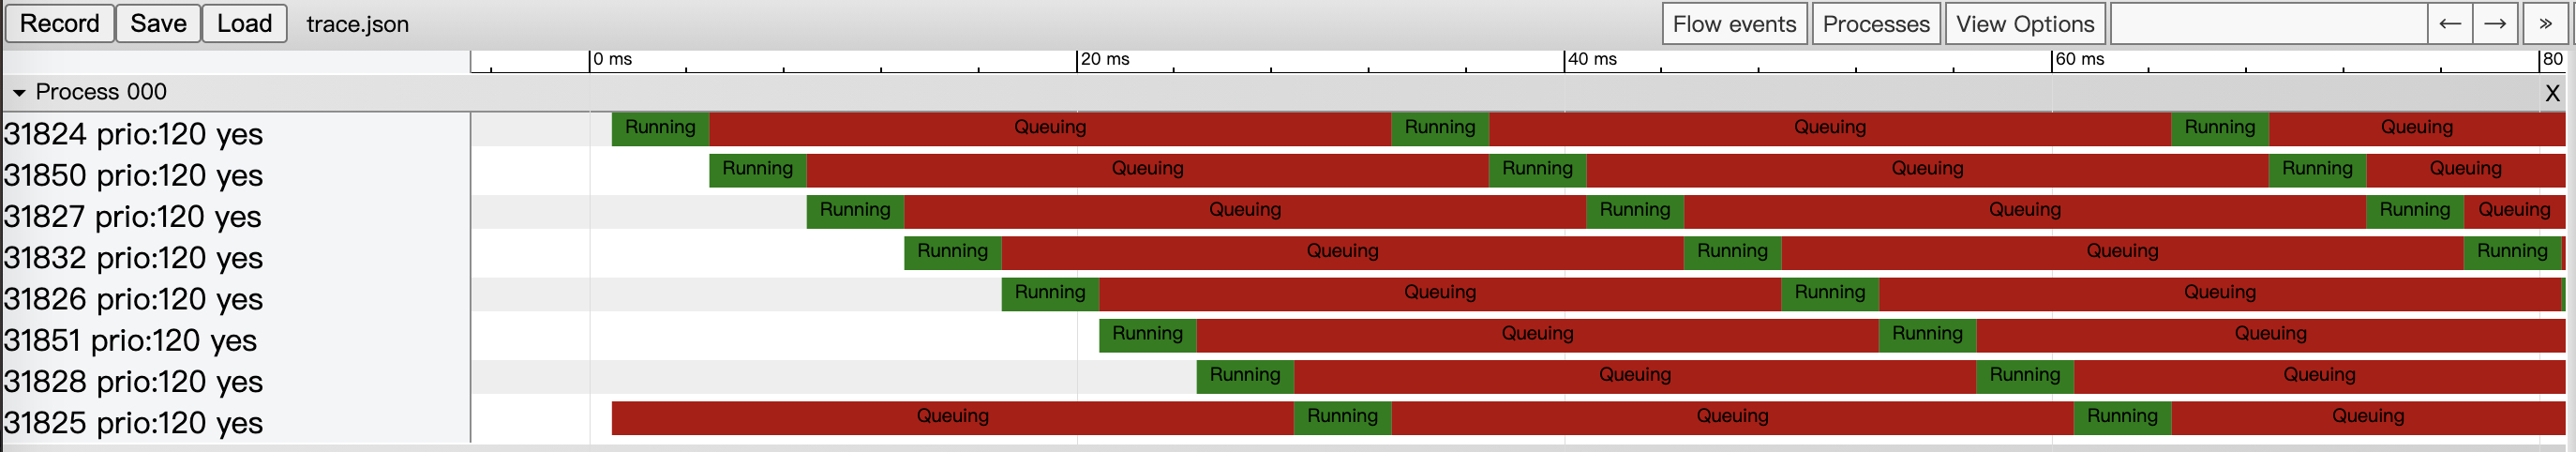 Record Save Load trace.json Flow events Processes View Options ← → »
0 ms 20 ms 40 ms 60 ms 80
▼ Process 000 X
31824 prio:120 yes Running Queuing Running Queuing Running Queuing
31850 prio:120 yes Running Queuing Running Queuing Running Queuing
31827 prio:120 yes Running Queuing Running Queuing Running Queuing
31832 prio:120 yes Running Queuing Running Queuing Running
31826 prio:120 yes Running Queuing Running Queuing
31851 prio:120 yes Running Queuing Running Queuing
31828 prio:120 yes Running Queuing Running Queuing
31825 prio:120 yes Queuing Running Queuing Running Queuing